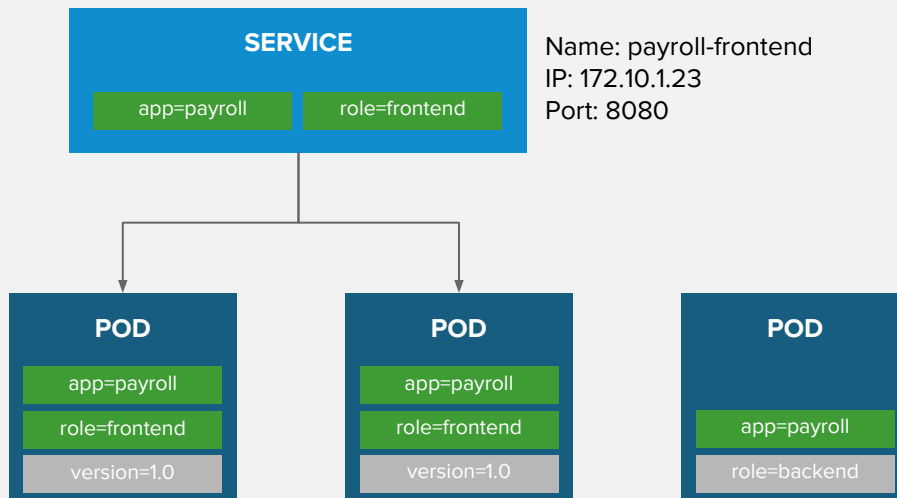 SERVICE
app=payroll
role=frontend
Name: payroll-frontend
IP: 172.10.1.23
Port: 8080
POD
app=payroll
role=frontend
version=1.0
POD
app=payroll
role=frontend
version=1.0
POD
app=payroll
role=backend